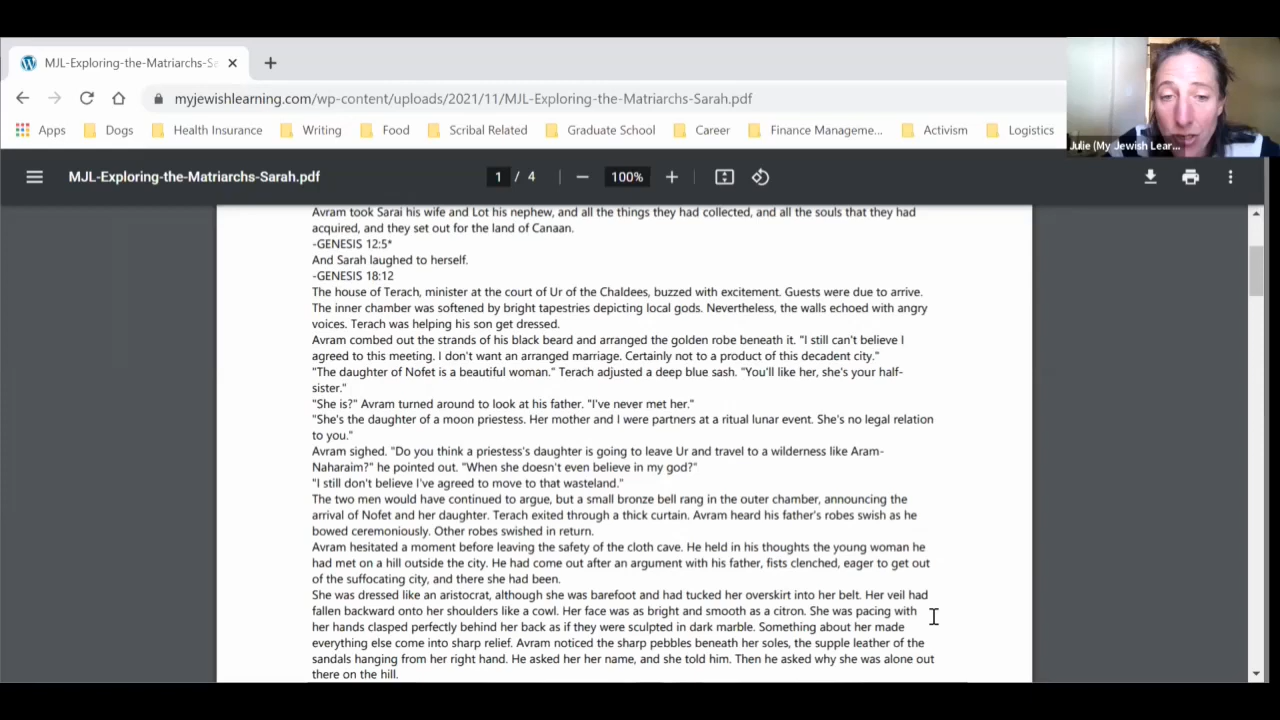 MJL-Exploring-the-Matriarchs-Sa
myjewishlearning.com/wp-content/uploads/2021/11/MJL-Exploring-the-Matriarchs-Sarah.pdf
Apps Dogs Health Insurance Writing Food Scribal Related Graduate School Career Finance Manageme... Activism Logistics
Julie (My Jewish Lear...
MJL-Exploring-the-Matriarchs-Sarah.pdf 1 / 4 100%
Avram took Sarai his wife and Lot his nephew, and all the things they had collected, and all the souls that they had
acquired, and they set out for the land of Canaan.
-GENESIS 12:5*
And Sarah laughed to herself.
-GENESIS 18:12
The house of Terach, minister at the court of Ur of the Chaldees, buzzed with excitement. Guests were due to arrive.
The inner chamber was softened by bright tapestries depicting local gods. Nevertheless, the walls echoed with angry
voices. Terach was helping his son get dressed.
Avram combed out the strands of his black beard and arranged the golden robe beneath it. "I still can't believe I
agreed to this meeting. I don't want an arranged marriage. Certainly not to a product of this decadent city."
"The daughter of Nofet is a beautiful woman." Terach adjusted a deep blue sash. "You'll like her, she's your half-
sister."
"She is?" Avram turned around to look at his father. "I've never met her."
"She's the daughter of a moon priestess. Her mother and I were partners at a ritual lunar event. She's no legal relation
to you."
Avram sighed. "Do you think a priestess's daughter is going to leave Ur and travel to a wilderness like Aram-
Naharaim?" he pointed out. "When she doesn't even believe in my god?"
"I still don't believe I've agreed to move to that wasteland."
The two men would have continued to argue, but a small bronze bell rang in the outer chamber, announcing the
arrival of Nofet and her daughter. Terach exited through a thick curtain. Avram heard his father's robes swish as he
bowed ceremoniously. Other robes swished in return.
Avram hesitated a moment before leaving the safety of the cloth cave. He held in his thoughts the young woman he
had met on a hill outside the city. He had come out after an argument with his father, fists clenched, eager to get out
of the suffocating city, and there she had been.
She was dressed like an aristocrat, although she was barefoot and had tucked her overskirt into her belt. Her veil had
fallen backward onto her shoulders like a cowl. Her face was as bright and smooth as a citron. She was pacing with
her hands clasped perfectly behind her back as if they were sculpted in dark marble. Something about her made
everything else come into sharp relief. Avram noticed the sharp pebbles beneath her soles, the supple leather of the
sandals hanging from her right hand. He asked her her name, and she told him. Then he asked why she was alone out
there on the hill.